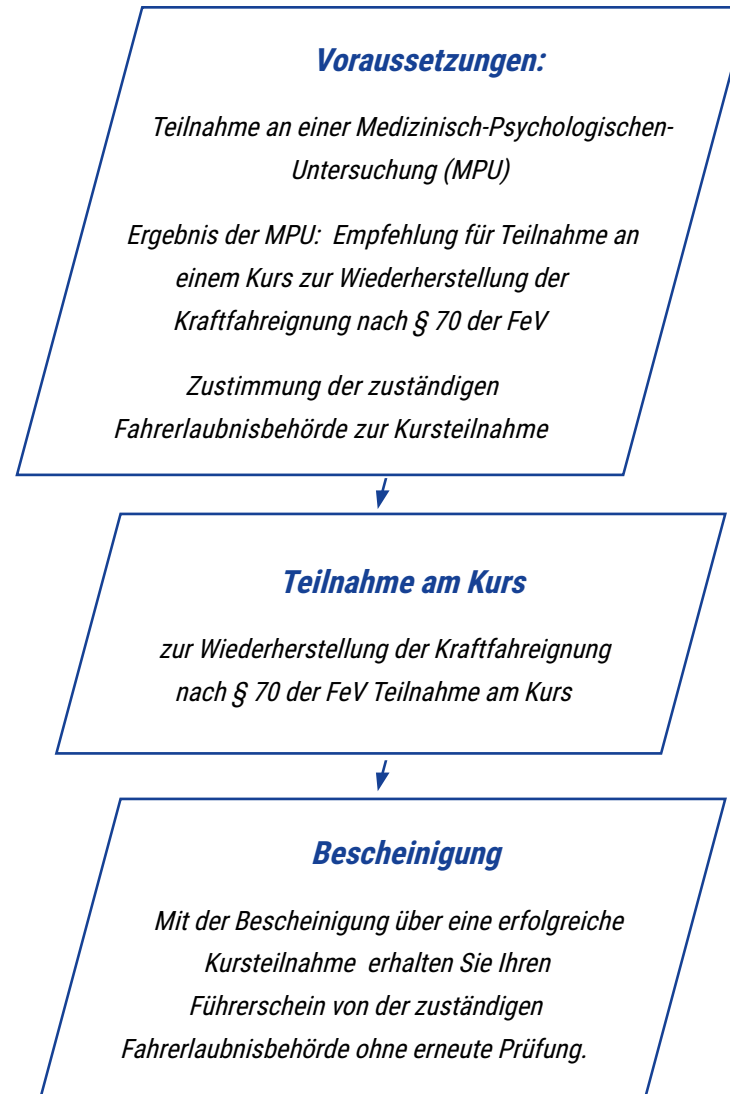 Voraussetzungen:
Teilnahme an einer Medizinisch-Psychologischen-
Untersuchung (MPU)
Ergebnis der MPU:  Empfehlung für Teilnahme an
einem Kurs zur Wiederherstellung der
Kraftfahreignung nach § 70 der FeV
Zustimmung der zuständigen
Fahrerlaubnisbehörde zur Kursteilnahme
Teilnahme am Kurs
zur Wiederherstellung der Kraftfahreignung
nach § 70 der FeV Teilnahme am Kurs
Bescheinigung
Mit der Bescheinigung über eine erfolgreiche
Kursteilnahme  erhalten Sie Ihren
Führerschein von der zuständigen
Fahrerlaubnisbehörde ohne erneute Prüfung.